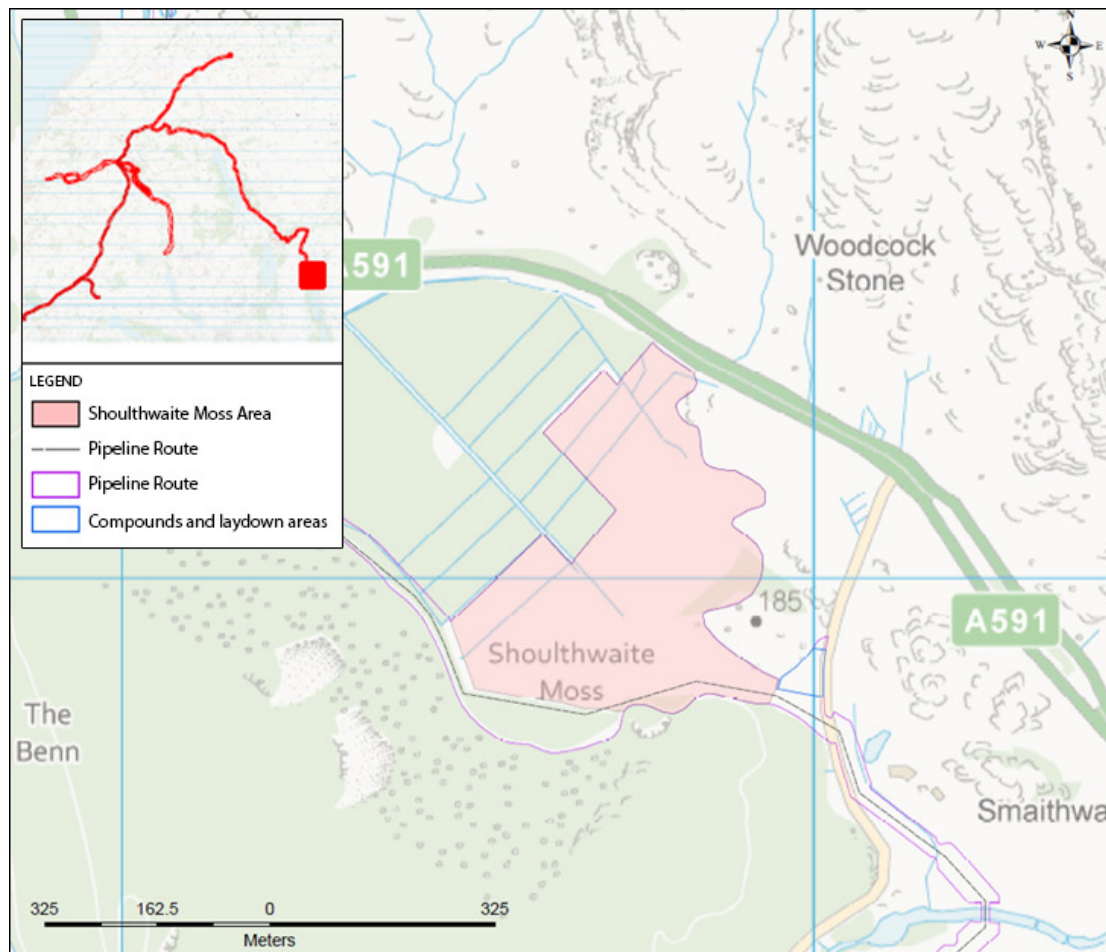 N
W
E
S
A591
Woodcock
Stone
LEGEND
Shoulthwaite Moss Area
Pipeline Route
Pipeline Route
Compounds and laydown areas
185
A591
Shoulthwaite
Moss
The
Benn
Smaithwa
325
162.5
0
325
Meters